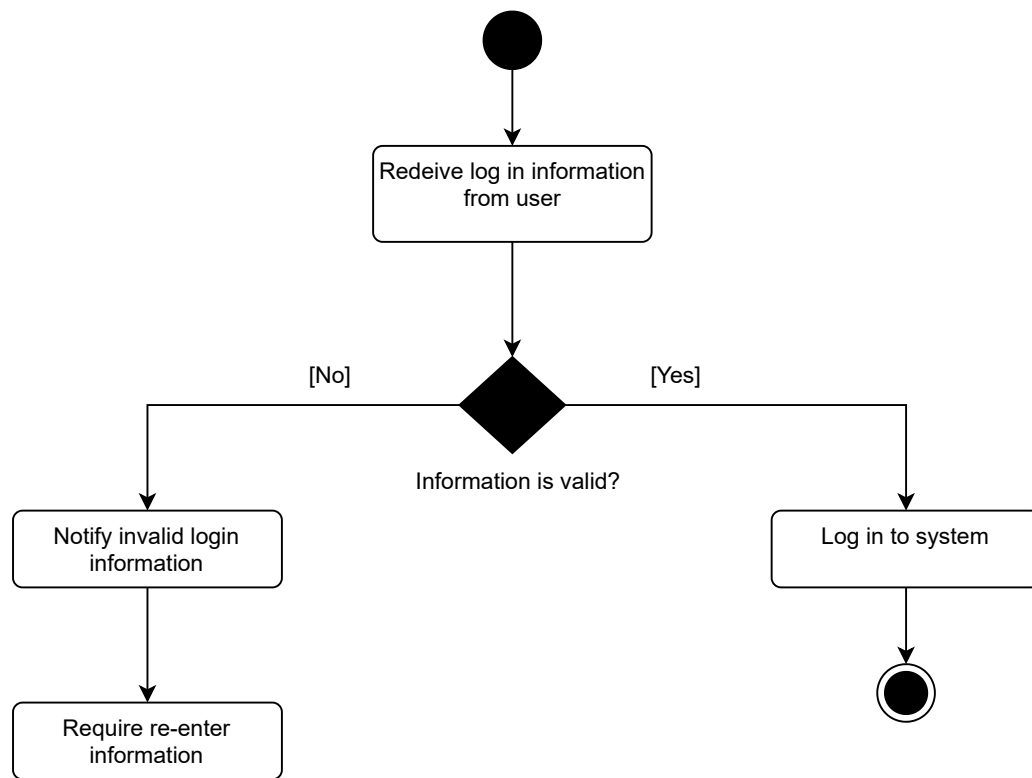 Redeive log in information
from user
[No]
[Yes]
Information is valid?
Notify invalid login
information
Log in to system
Require re-enter
information